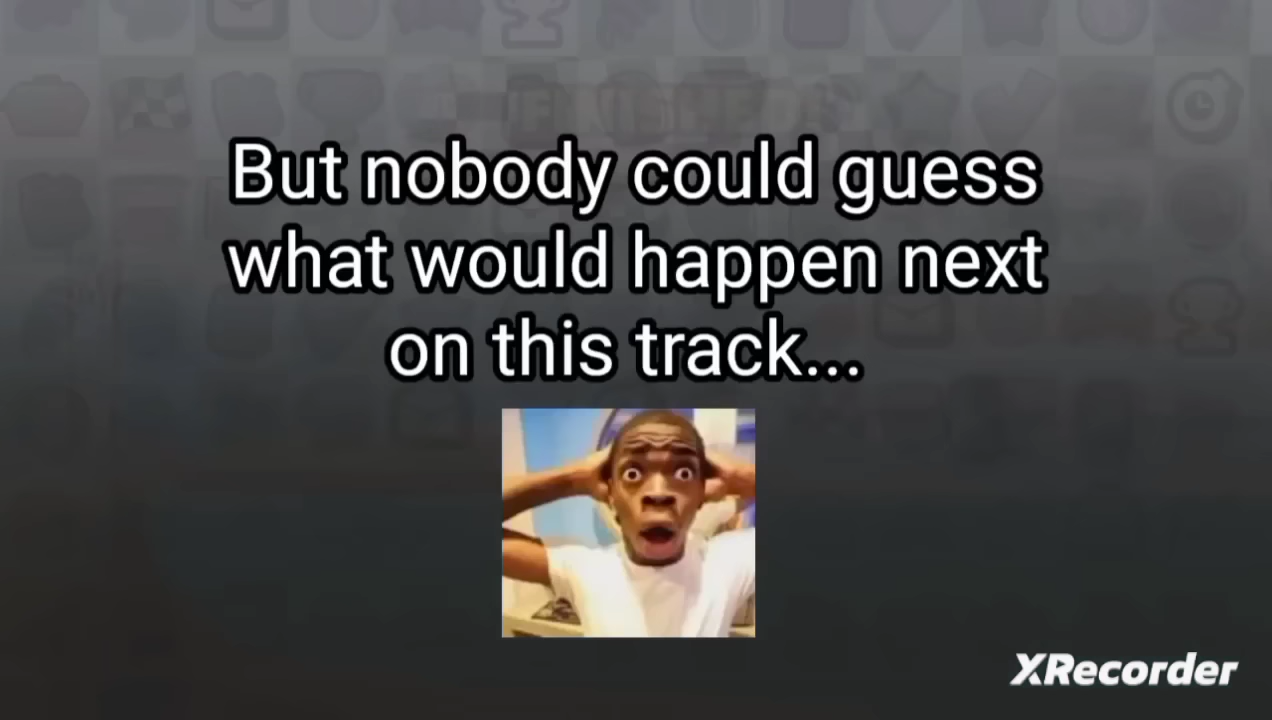 But nobody could guess
what would happen next
on this track...
XRecorder